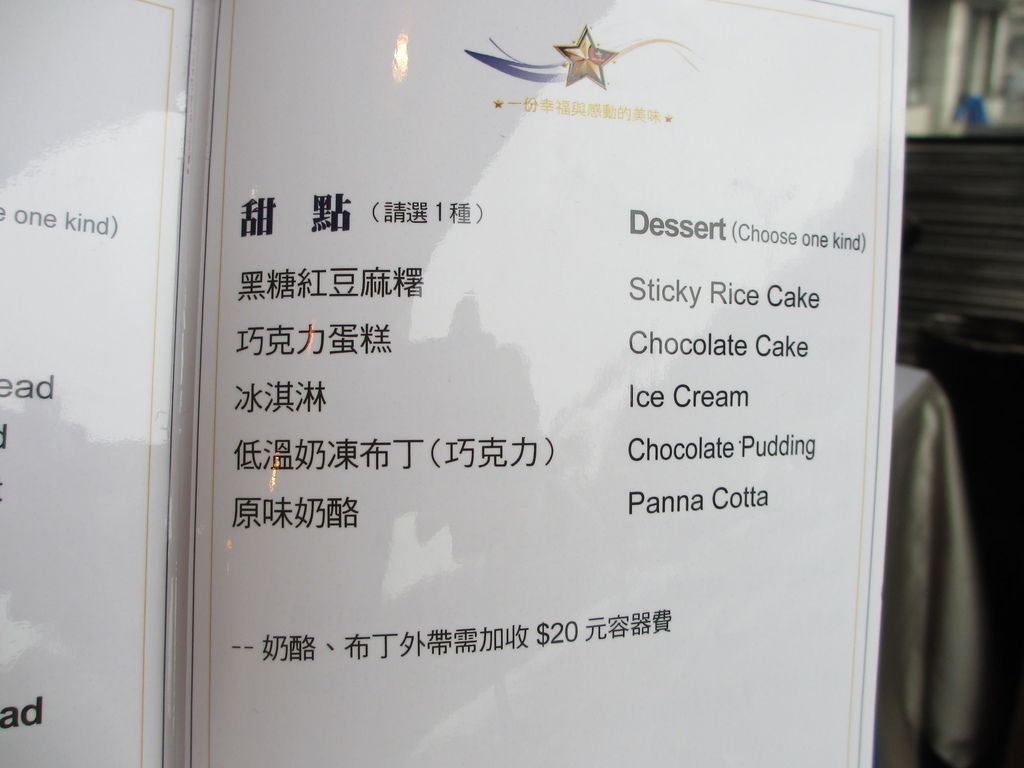 e one kind)
ead
d
ad
一份幸福與感動的美味
甜 點（請選1種） Dessert (Choose one kind)
黑糖紅豆麻糬 Sticky Rice Cake
巧克力蛋糕 Chocolate Cake
冰淇淋 Ice Cream
低溫奶凍布丁（巧克力） Chocolate Pudding
原味奶酪 Panna Cotta
-- 奶酪、布丁外帶需加收 $20 元容器費